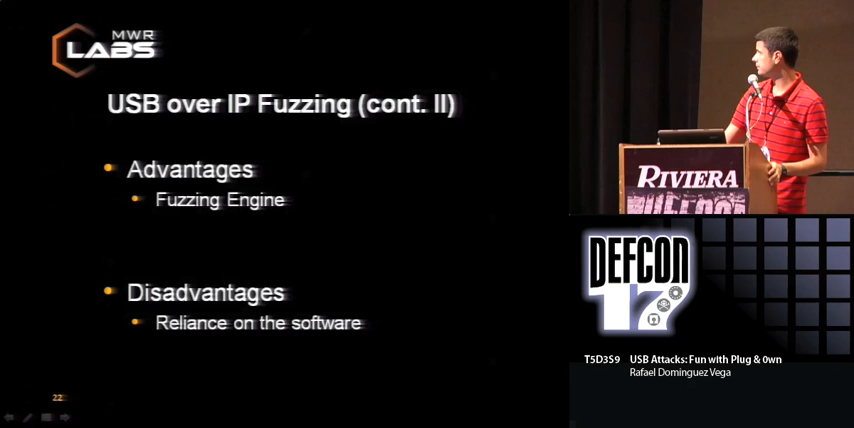 MWR
LABS
USB over IP Fuzzing (cont. II)
Advantages
Fuzzing Engine
Disadvantages
Reliance on the software
22
RIVIERA
DEFCON
17
T5D3S9 USB Attacks: Fun with Plug & 0wn
Rafael Dominguez Vega